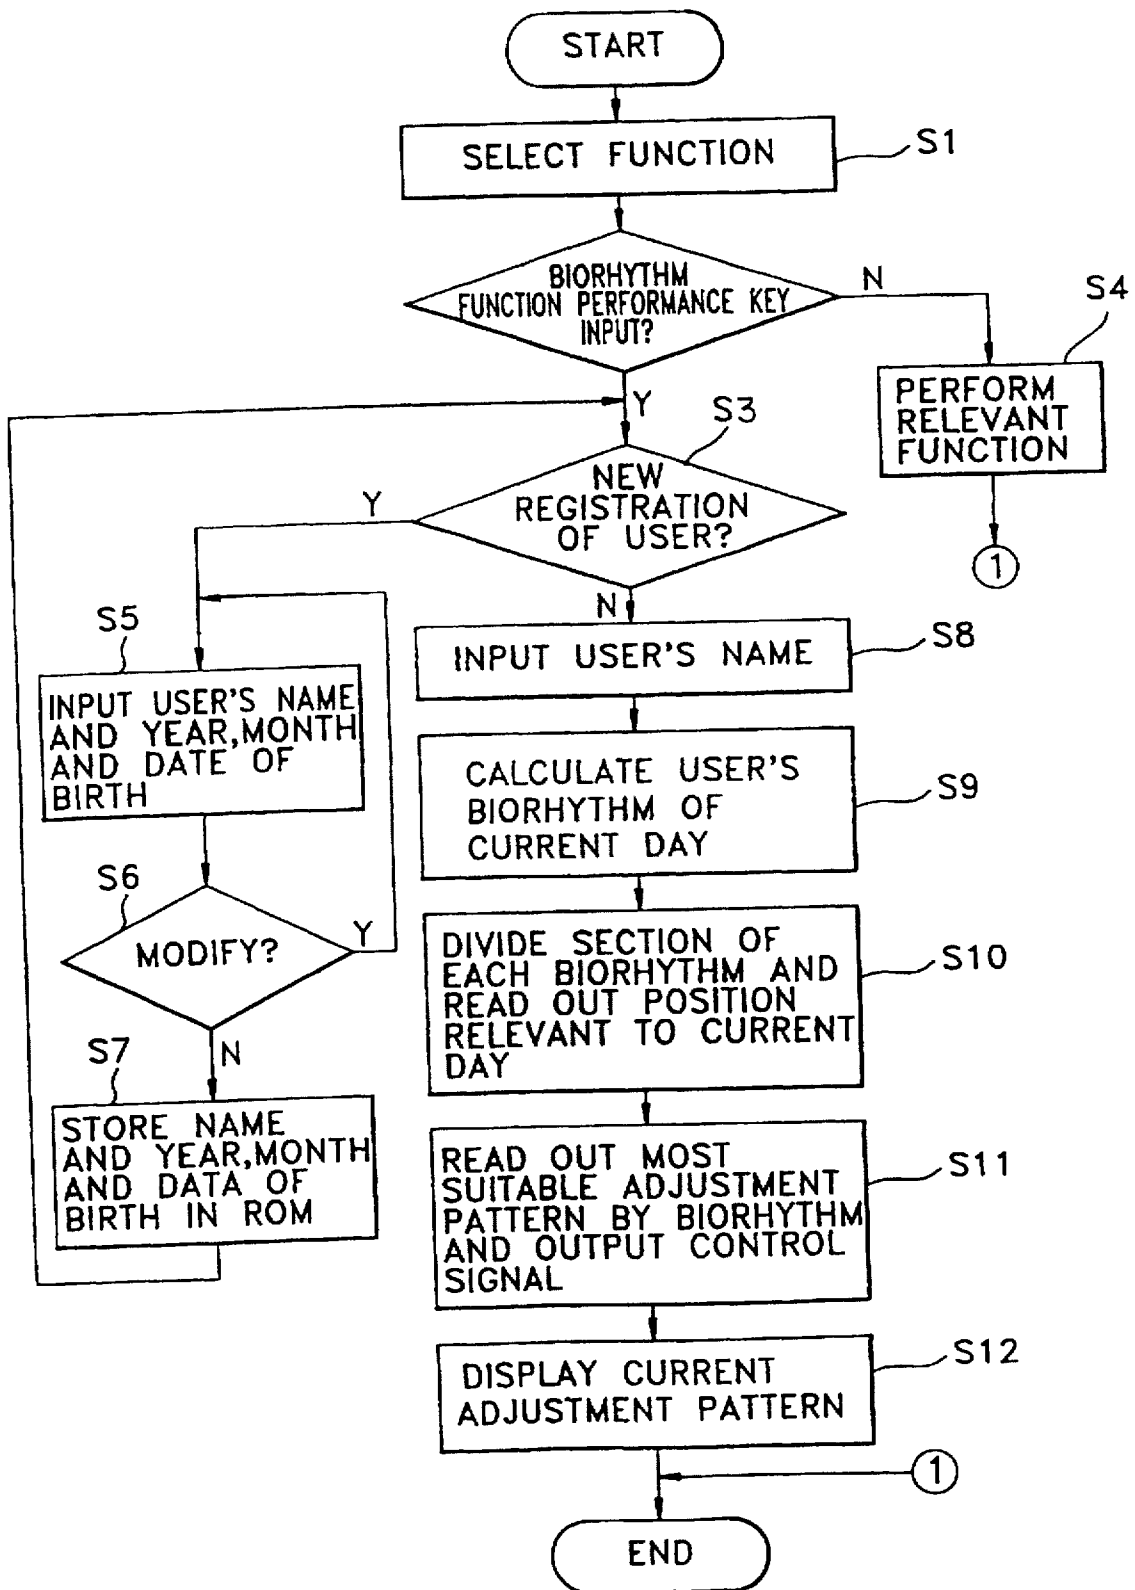 START
SELECT FUNCTION
S1
BIORHYTHM
FUNCTION PERFORMANCE KEY
INPUT?
N
S4
PERFORM
RELEVANT
FUNCTION
1
Y
S3
NEW
REGISTRATION
OF USER?
Y
N
S5
INPUT USER'S NAME
AND YEAR,MONTH
AND DATE OF
BIRTH
S6
MODIFY?
Y
N
S7
STORE NAME
AND YEAR,MONTH
AND DATA OF
BIRTH IN ROM
S8
INPUT USER'S NAME
S9
CALCULATE USER'S
BIORHYTHM OF
CURRENT DAY
S10
DIVIDE SECTION OF
EACH BIORHYTHM AND
READ OUT POSITION
RELEVANT TO CURRENT
DAY
S11
READ OUT MOST
SUITABLE ADJUSTMENT
PATTERN BY BIORHYTHM
AND OUTPUT CONTROL
SIGNAL
S12
DISPLAY CURRENT
ADJUSTMENT PATTERN
1
END